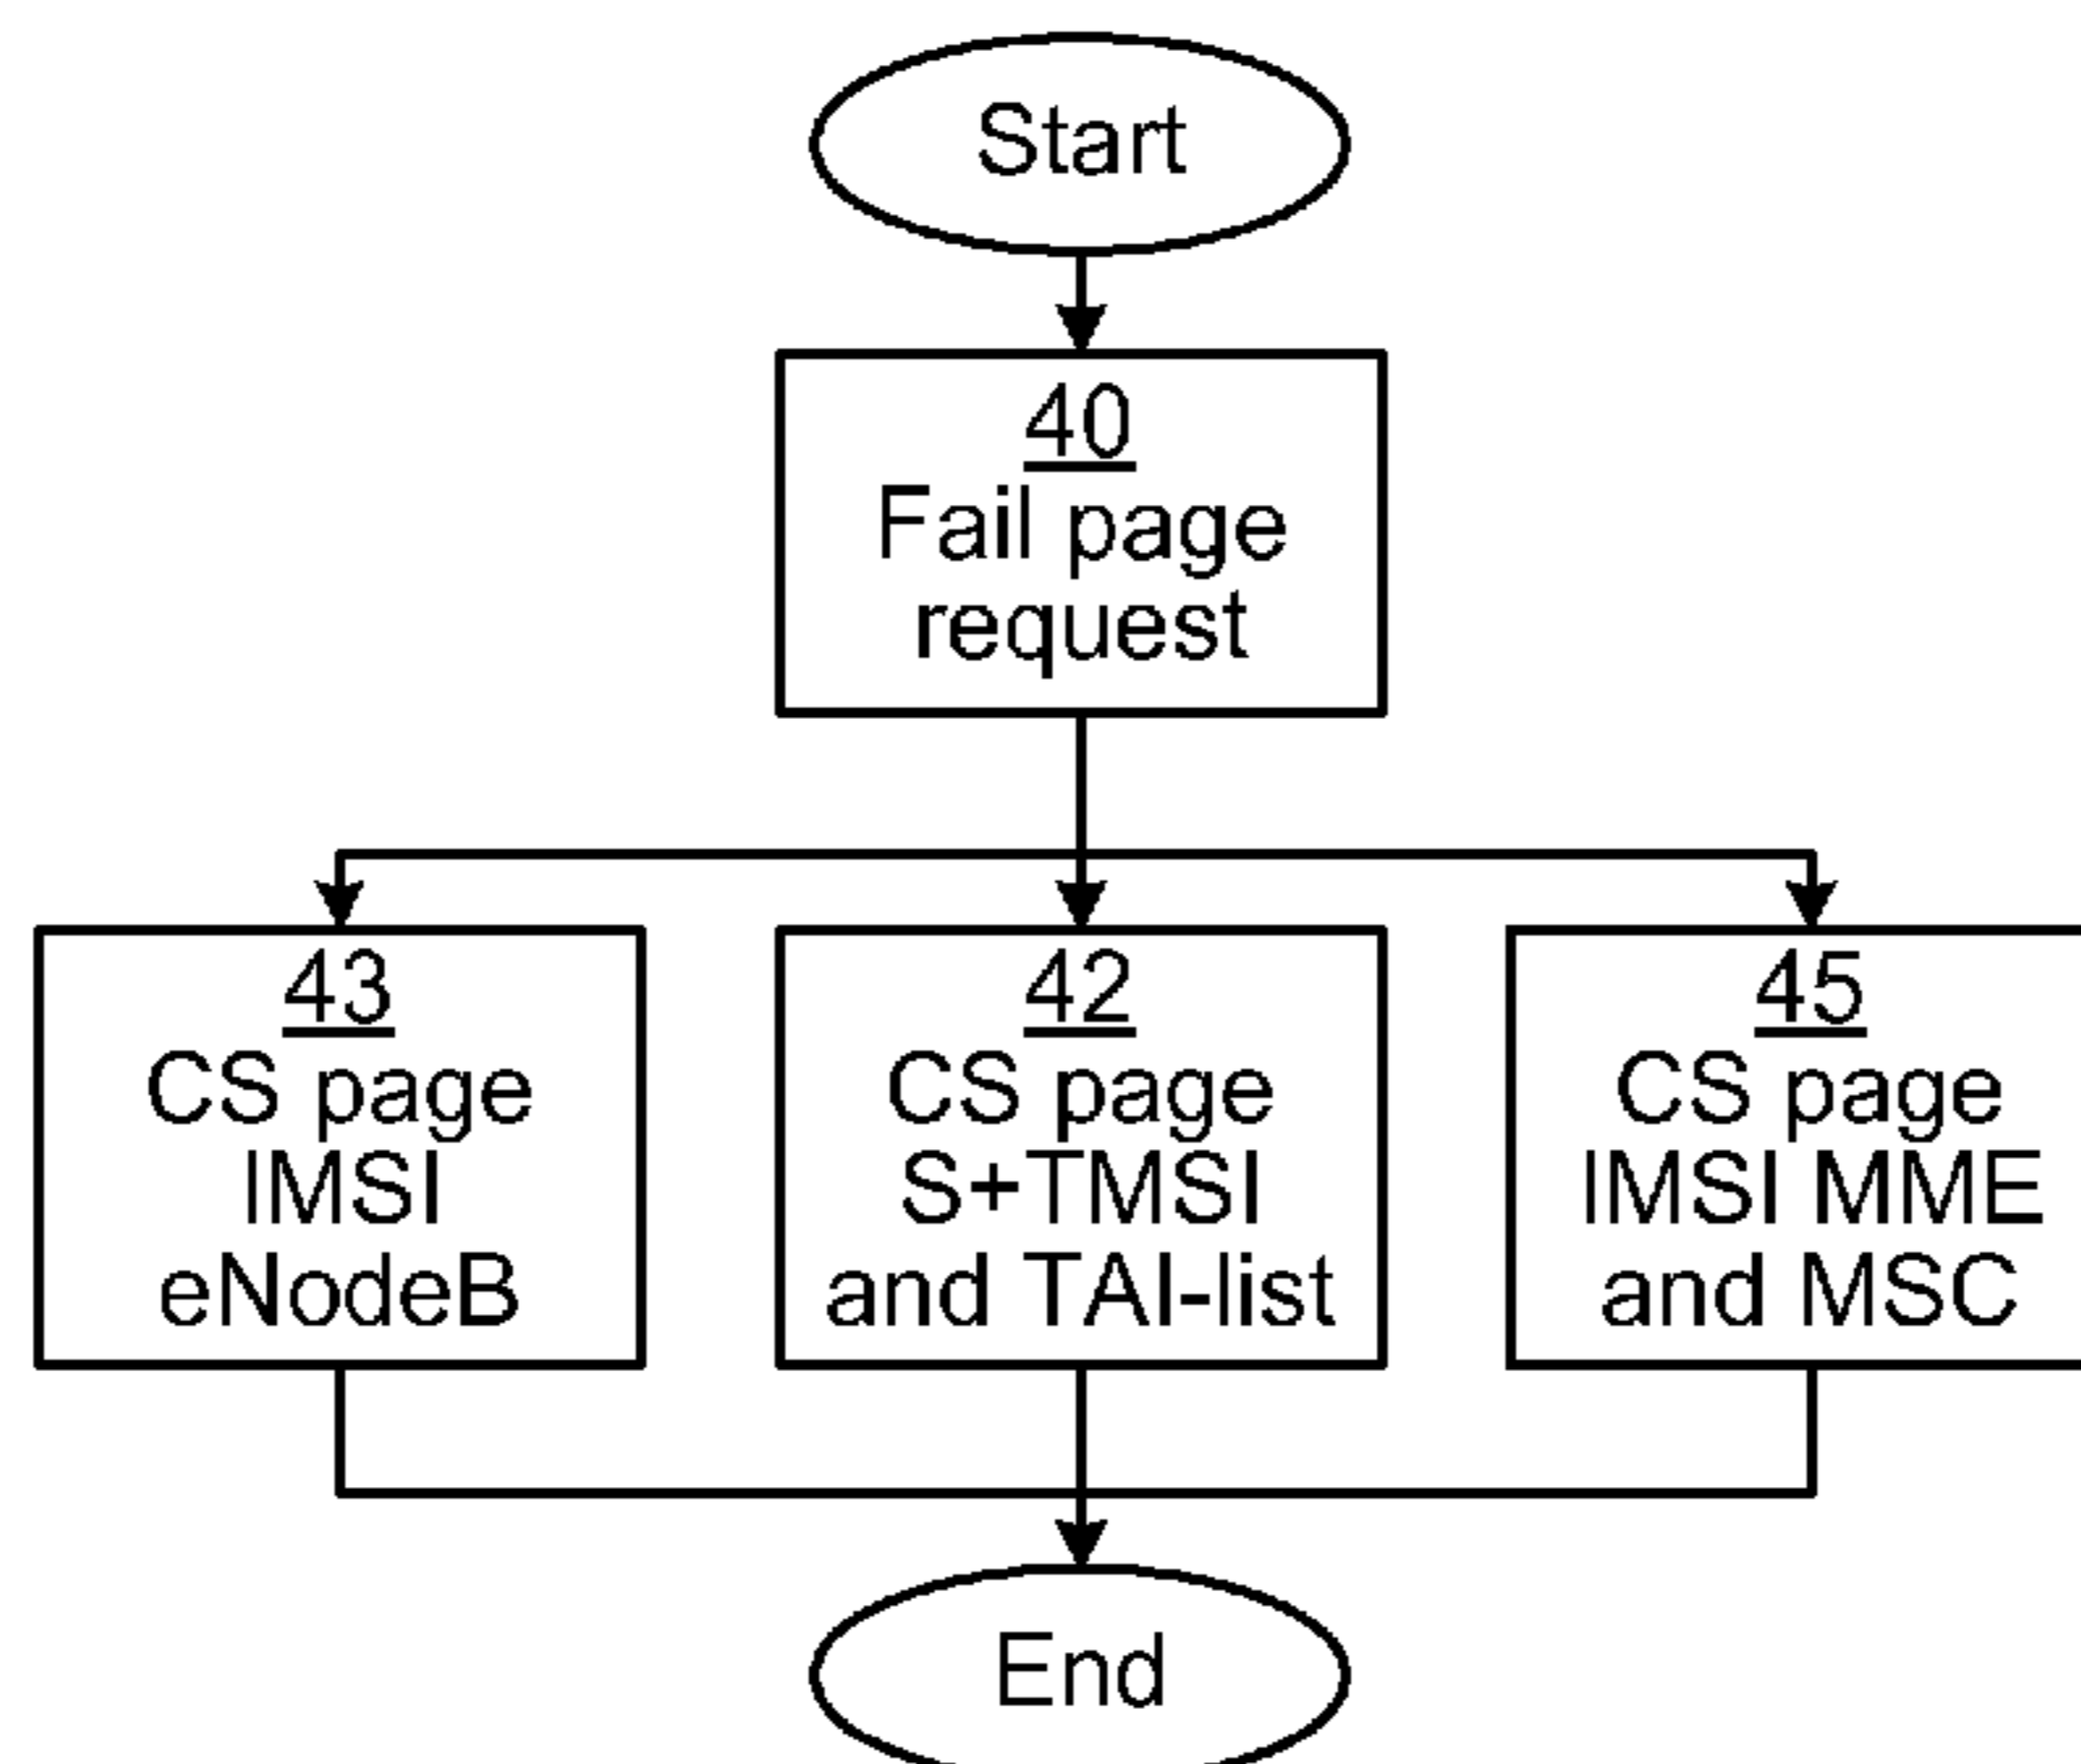 Start
40
Fail page
request
43
CS page
IMSI
eNodeB
42
CS page
S+TMSI
and TAI-list
45
CS page
IMSI MME
and MSC
End